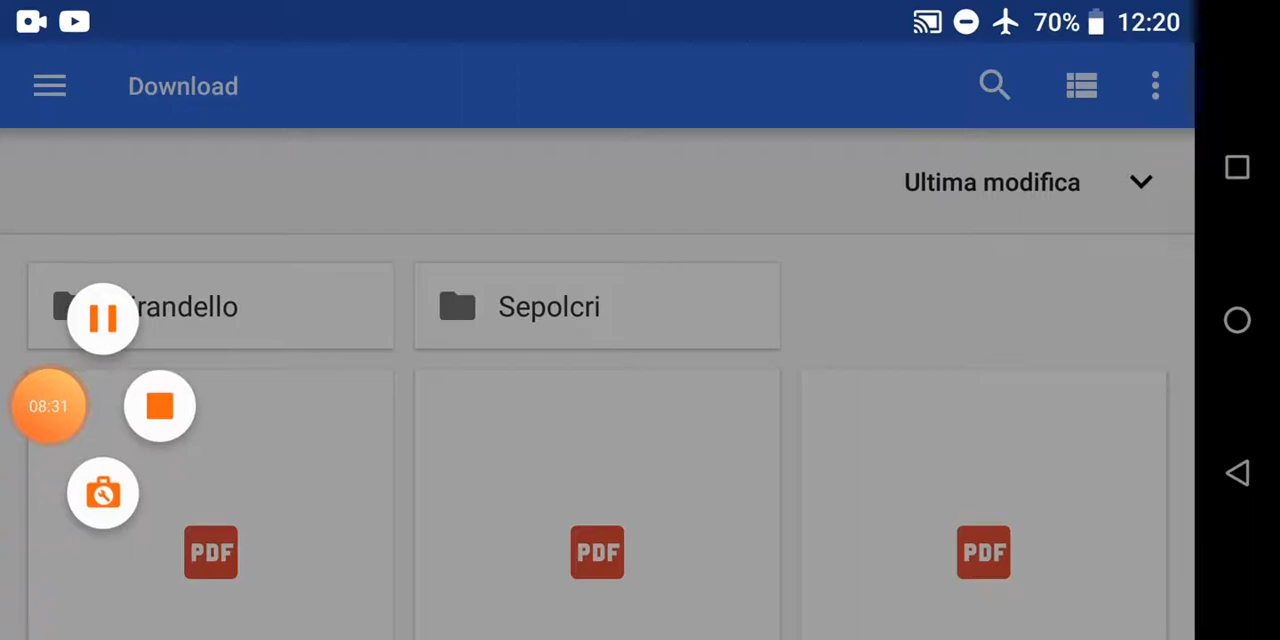 70% 12:20
Download
Ultima modifica
irandello
Sepolcri
08:31
PDF PDF PDF